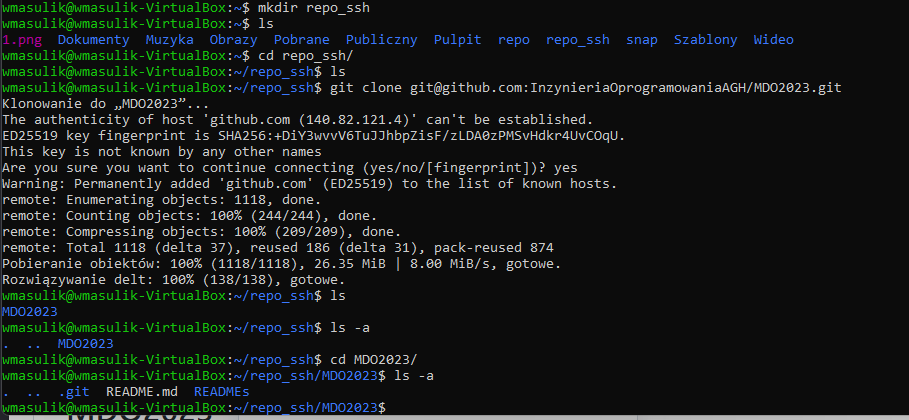 wmasulik@wmasulik-VirtualBox:~$ mkdir repo_ssh
wmasulik@wmasulik-VirtualBox:~$ ls
1.png Dokumenty Muzyka Obrazy Pobrane Publiczny Pulpit repo repo_ssh snap Szablony Wideo
wmasulik@wmasulik-VirtualBox:~$ cd repo_ssh/
wmasulik@wmasulik-VirtualBox:~/repo_ssh$ ls
wmasulik@wmasulik-VirtualBox:~/repo_ssh$ git clone git@github.com:InzynieriaOprogramowaniaAGH/MDO2023.git
Klonowanie do „MDO2023”...
The authenticity of host 'github.com (140.82.121.4)' can't be established.
ED25519 key fingerprint is SHA256:+DiY3wvvV6TuJJhbpZisF/zLDA0zPMSvHdkr4UvCOqU.
This key is not known by any other names
Are you sure you want to continue connecting (yes/no/[fingerprint])? yes
Warning: Permanently added 'github.com' (ED25519) to the list of known hosts.
remote: Enumerating objects: 1118, done.
remote: Counting objects: 100% (244/244), done.
remote: Compressing objects: 100% (209/209), done.
remote: Total 1118 (delta 37), reused 186 (delta 31), pack-reused 874
Pobieranie obiektów: 100% (1118/1118), 26.35 MiB | 8.00 MiB/s, gotowe.
Rozwiązywanie delt: 100% (138/138), gotowe.
wmasulik@wmasulik-VirtualBox:~/repo_ssh$ ls
MDO2023
wmasulik@wmasulik-VirtualBox:~/repo_ssh$ ls -a
. .. MDO2023
wmasulik@wmasulik-VirtualBox:~/repo_ssh$ cd MDO2023/
wmasulik@wmasulik-VirtualBox:~/repo_ssh/MDO2023$ ls -a
. .. .git README.md READMEs
wmasulik@wmasulik-VirtualBox:~/repo_ssh/MDO2023$